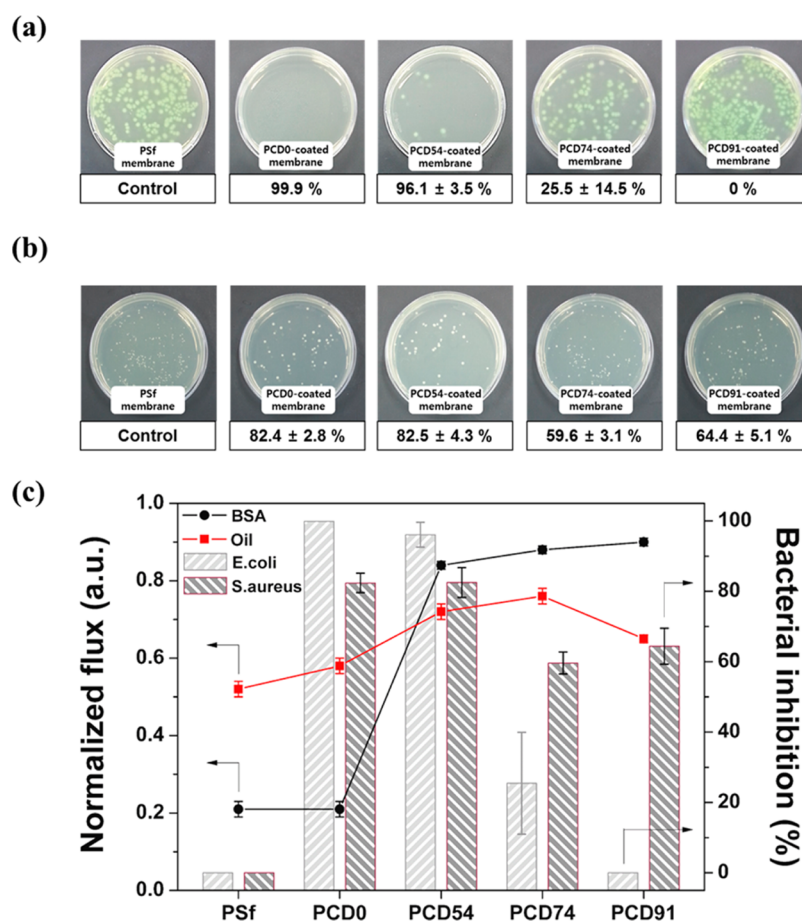 (a)
PSf
membrane
PCD0-coated
membrane
PCD54-coated
membrane
PCD74-coated
membrane
PCD91-coated
membrane
Control
99.9 %
96.1 ± 3.5 %
25.5 ± 14.5 %
0 %
(b)
PSf
membrane
PCD0-coated
membrane
PCD54-coated
membrane
PCD74-coated
membrane
PCD91-coated
membrane
Control
82.4 ± 2.8 %
82.5 ± 4.3 %
59.6 ± 3.1 %
64.4 ± 5.1 %
(c)
Normalized flux (a.u.)
1.0
0.8
0.6
0.4
0.2
0.0
BSA
Oil
E.coli
S.aureus
100
80
60
40
20
0
Bacterial inhibition (%)
PSf
PCD0
PCD54
PCD74
PCD91